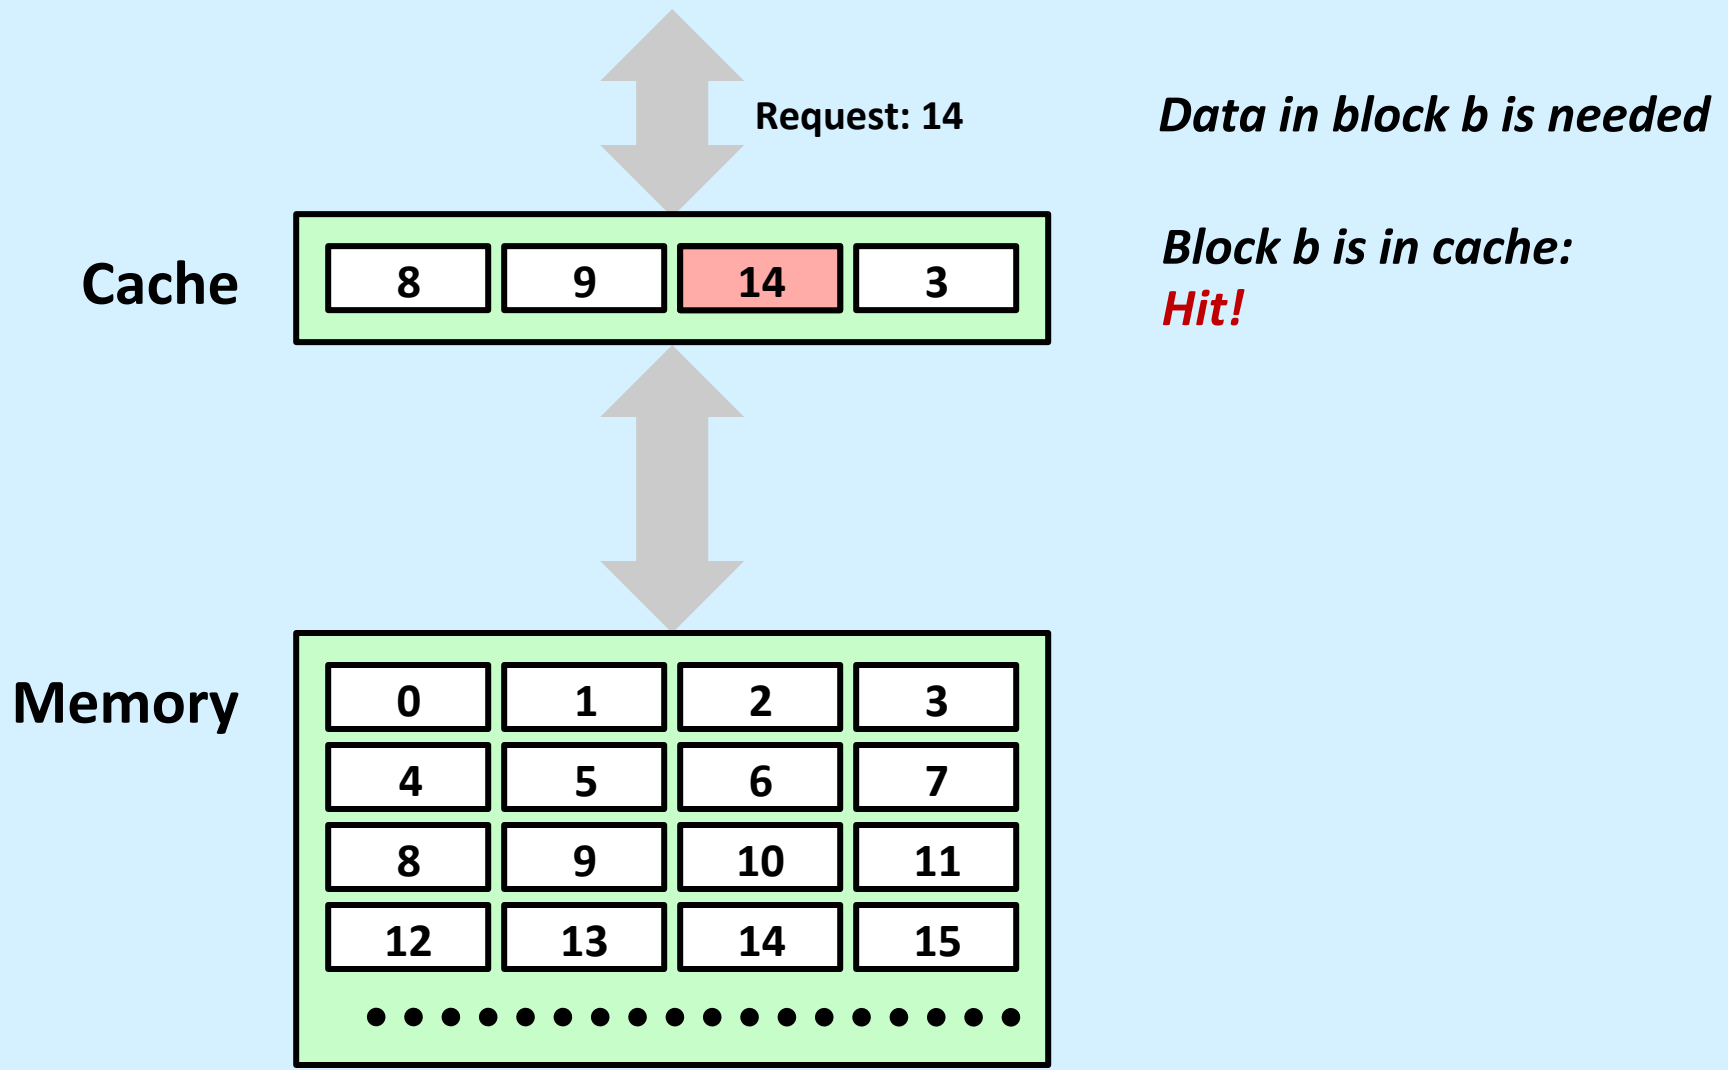 Request: 14
Data in block b is needed
Cache
8 9 14 3
Block b is in cache:
Hit!
Memory
0 1 2 3
4 5 6 7
8 9 10 11
12 13 14 15